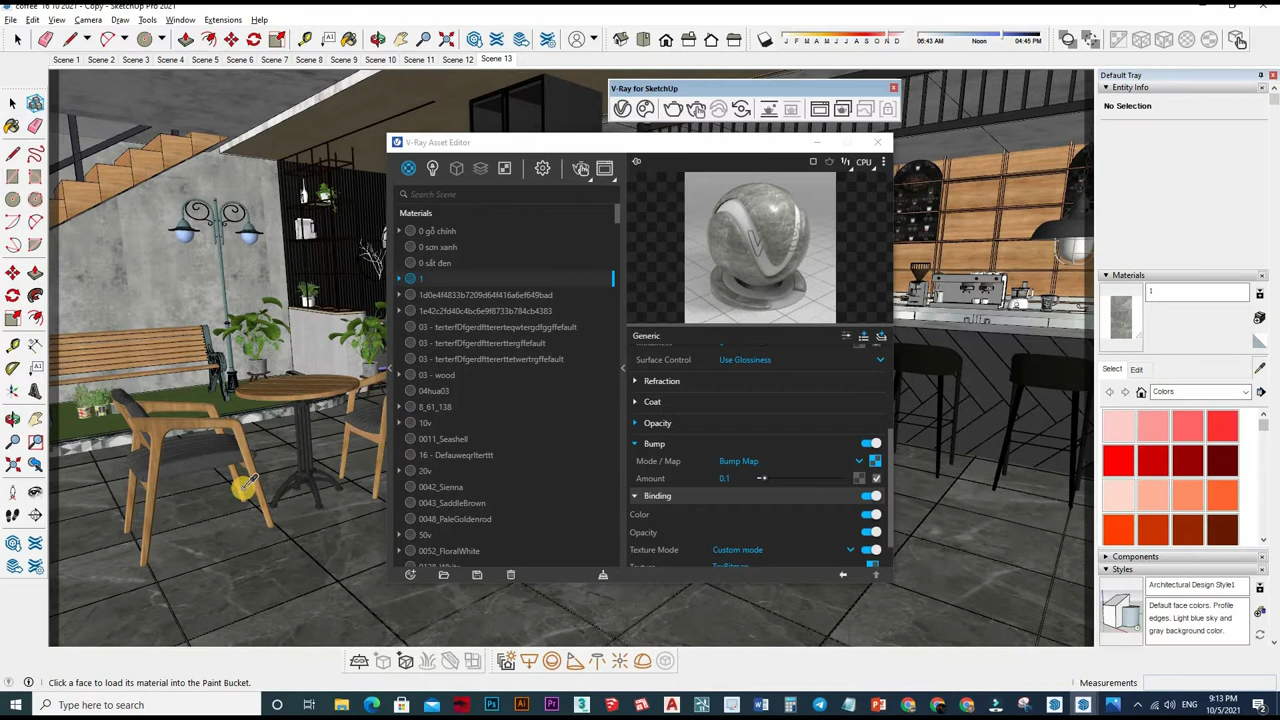 coffee 16 10 2021 - Copy - SketchUp Pro 2021
File Edit View Camera Draw Tools Window Extensions Help
J F M A M J J A S O N D
06:43 AM Noon 04:45 PM
Scene 1 Scene 2 Scene 3 Scene 4 Scene 5 Scene 6 Scene 7 Scene 8 Scene 9 Scene 10 Scene 11 Scene 12 Scene 13
V-Ray for SketchUp
V-Ray Asset Editor
1/1 CPU
Search Scene
Materials
0 gỗ chính
0 sơn xanh
0 sắt đen
1
1d0e4f4833b7209d64f416a6ef649bad
1e42c2f3740c4bc6e9f8733b784cb4383
03 - terterfDfgerdfttererteqwtergdfggffefault
03 - terterfDfgerdfttererttergffefault
03 - terterfDfgerdfttererttetwertrgffefault
03 - wood
04hua03
8_61_138
10v
0011_Seashell
16 - DefauweqrIterttt
20v
0042_Sienna
0043_SaddleBrown
0048_PaleGoldenrod
50v
0052_FloralWhite
Generic
Surface Control Use Glossiness
Refraction
Coat
Opacity
Bump
Mode / Map Bump Map
Amount 0.1
Binding
Color
Opacity
Texture Mode Custom mode
Default Tray
Entity Info
No Selection
Materials
1
Select Edit
Colors
Components
Styles
Architectural Design Style1
Default face colors. Profile
edges. Light blue sky and
gray background color.
Click a face to load its material into the Paint Bucket.
Measurements
Type here to search
9:13 PM
10/5/2021